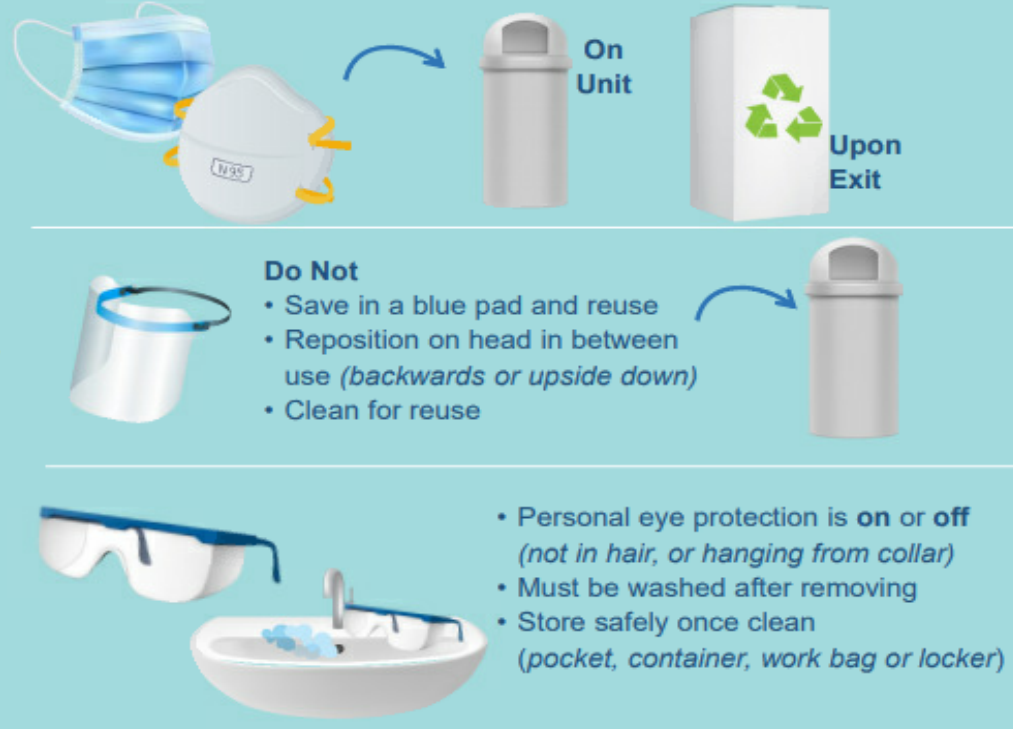 N95
On
Unit
Upon
Exit
Do Not
• Save in a blue pad and reuse
• Reposition on head in between
use (backwards or upside down)
• Clean for reuse
• Personal eye protection is on or off
(not in hair, or hanging from collar)
• Must be washed after removing
• Store safely once clean
(pocket, container, work bag or locker)